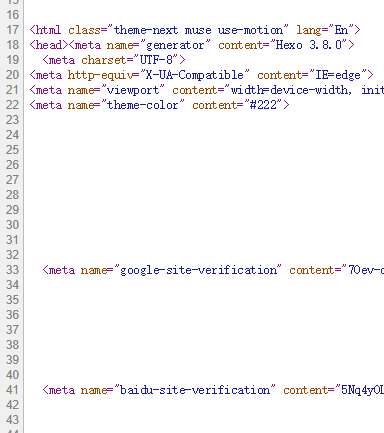 15
16
17 <html class="theme-next muse use-motion" lang="En">
18 <head><meta name="generator" content="Hexo 3.8.0">
19 <meta charset="UTF-8">
20 <meta http-equiv="X-UA-Compatible" content="IE=edge">
21 <meta name="viewport" content="width=device-width, init
22 <meta name="theme-color" content="#222">
23
24
25
26
27
28
29
30
31
32
33 <meta name="google-site-verification" content="7Oev-
34
35
36
37
38
39
40
41 <meta name="baidu-site-verification" content="5Nq4yOL
42
43
44